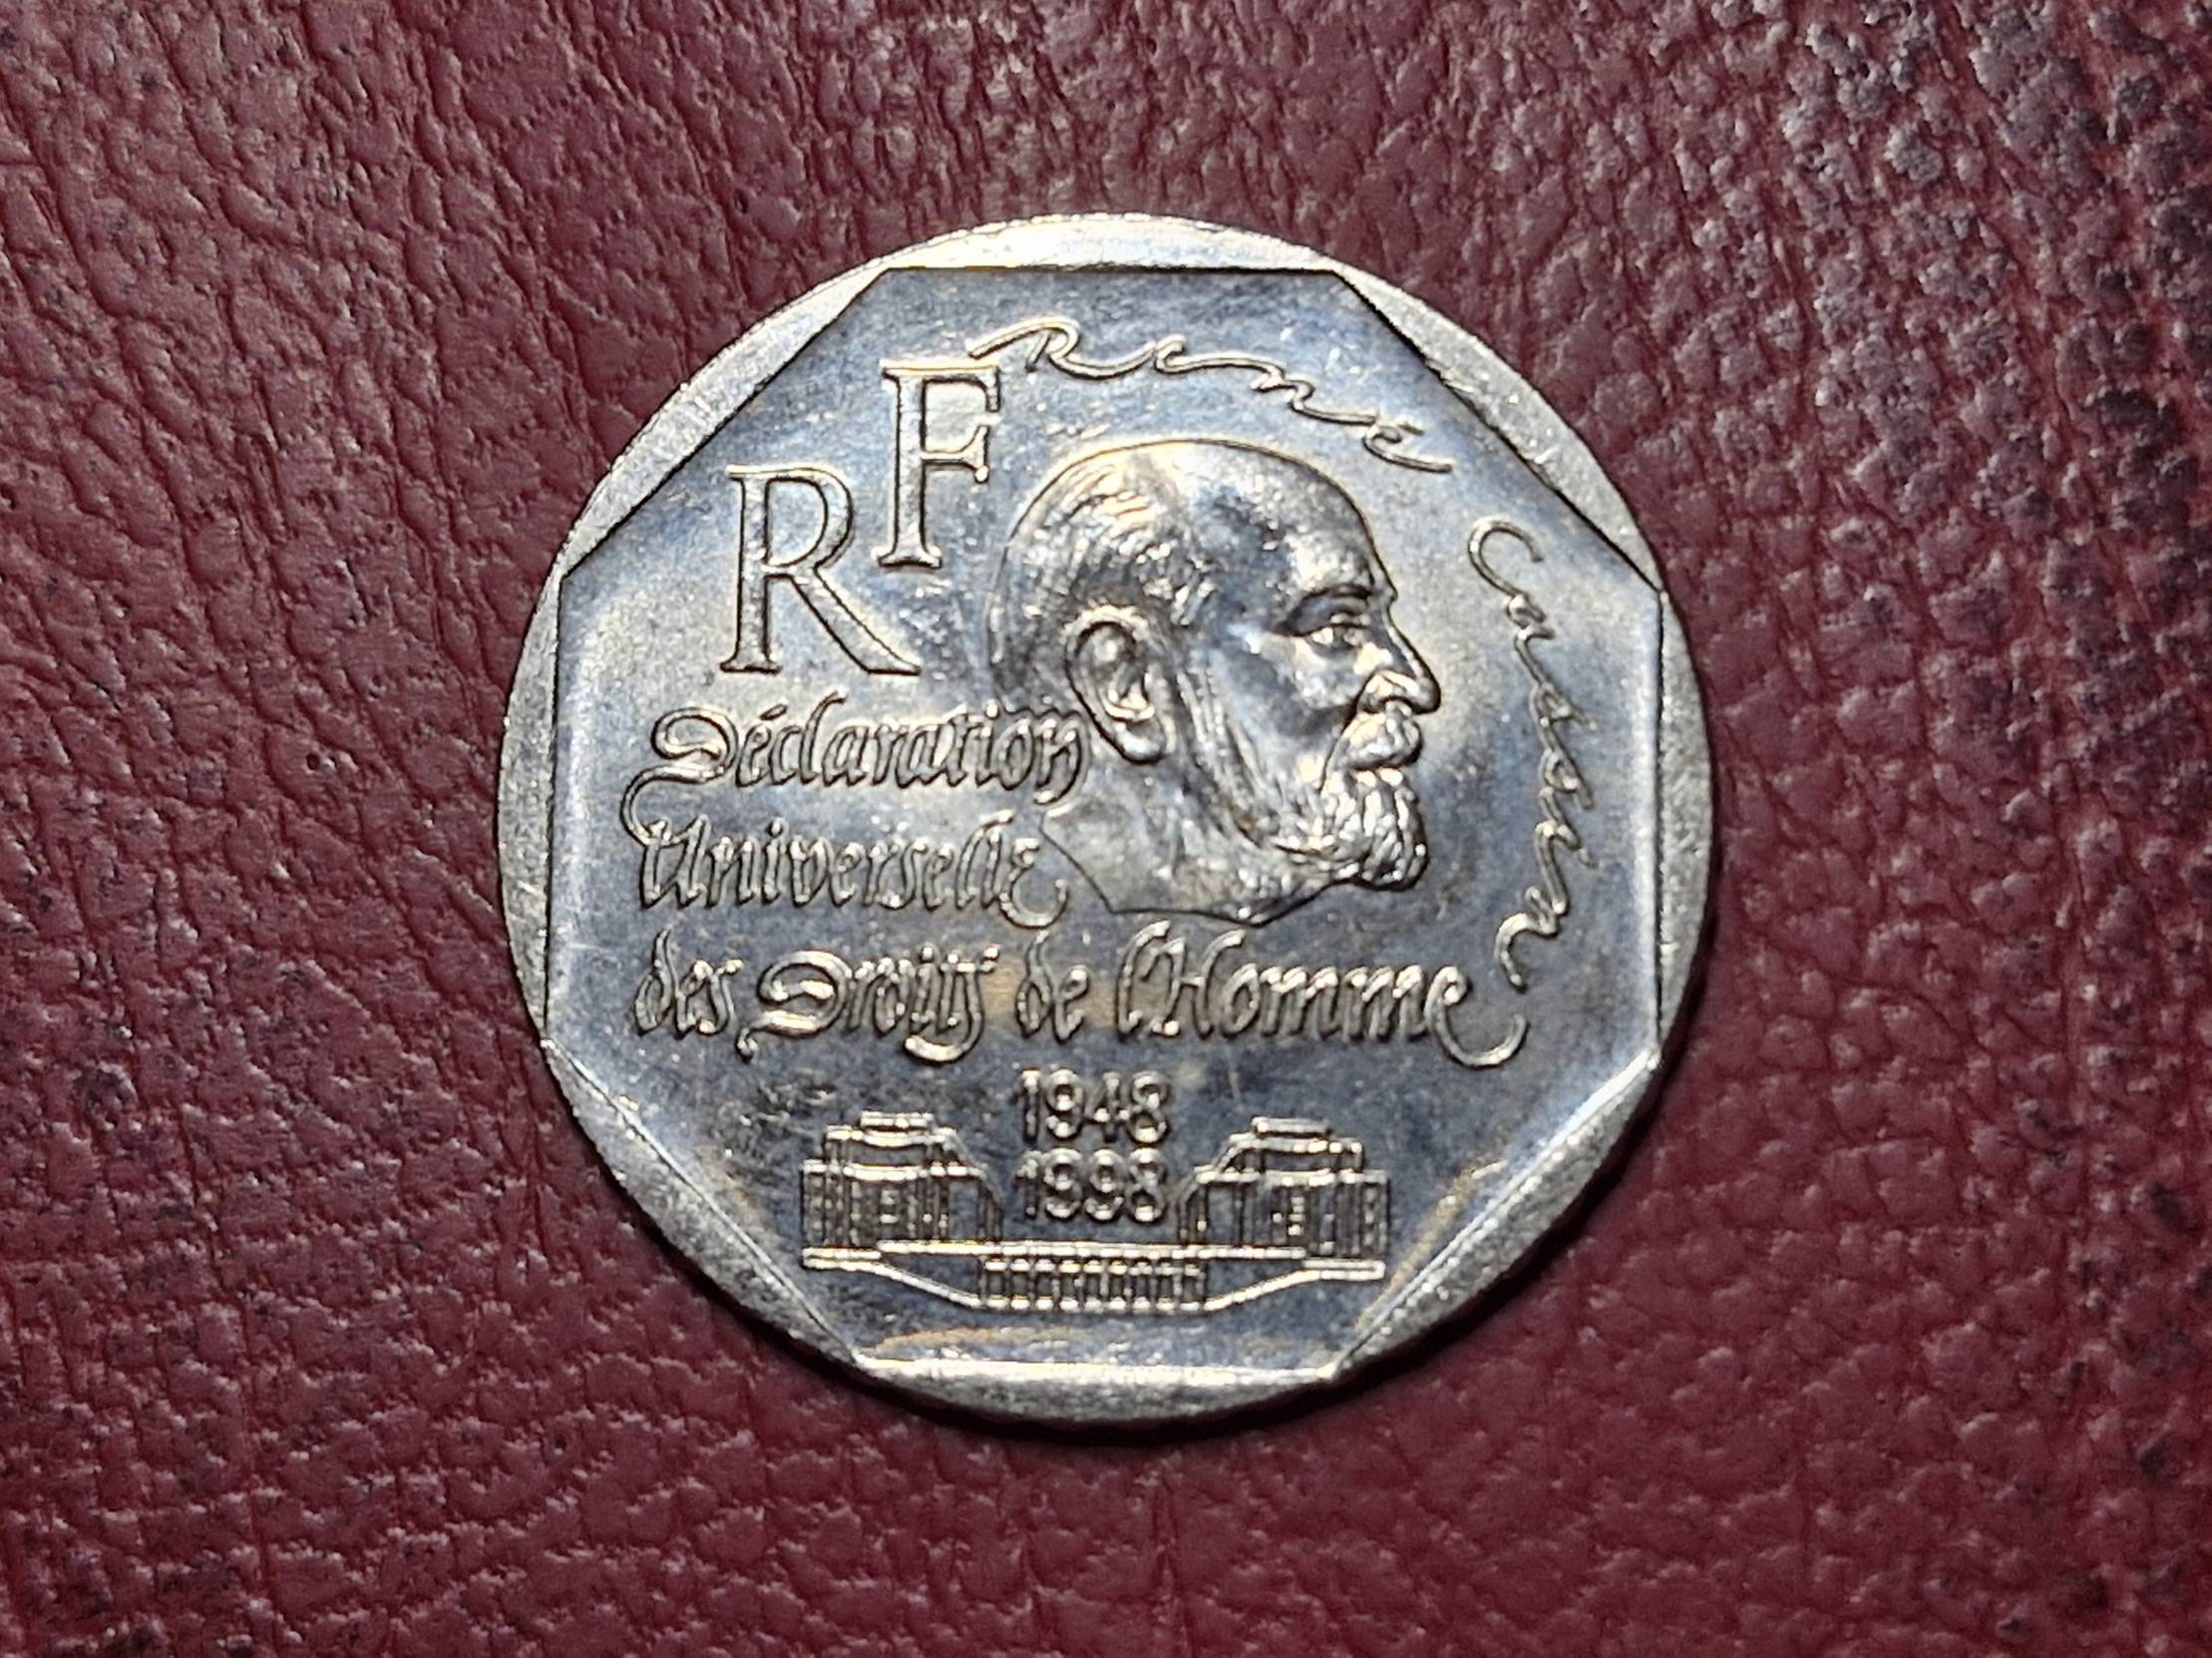 RF
René Cassin
Déclaration
Universelle
des Droits de l'Homme
1948
1998